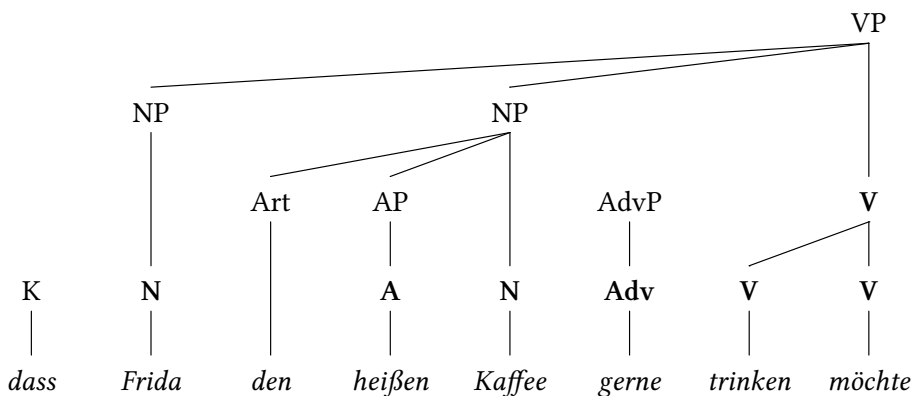 VP
NP NP
Art AP AdvP V
K N A N Adv V V
dass Frida den heißen Kaffee gerne trinken möchte